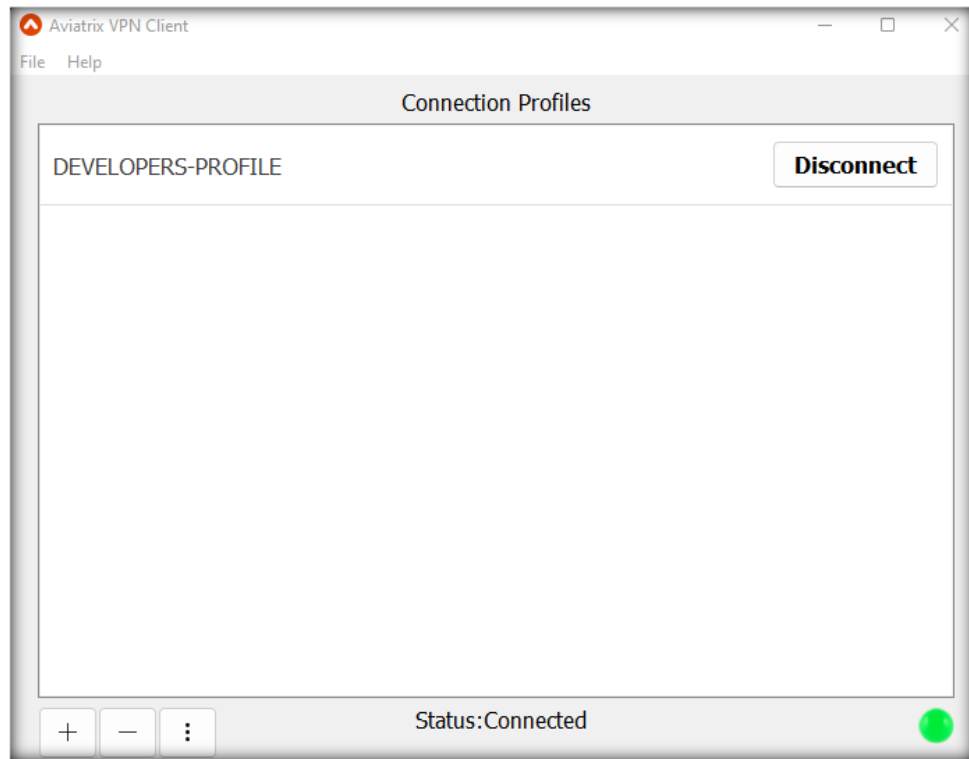 Aviatrix VPN Client
File Help
Connection Profiles
DEVELOPERS-PROFILE Disconnect
Status:Connected